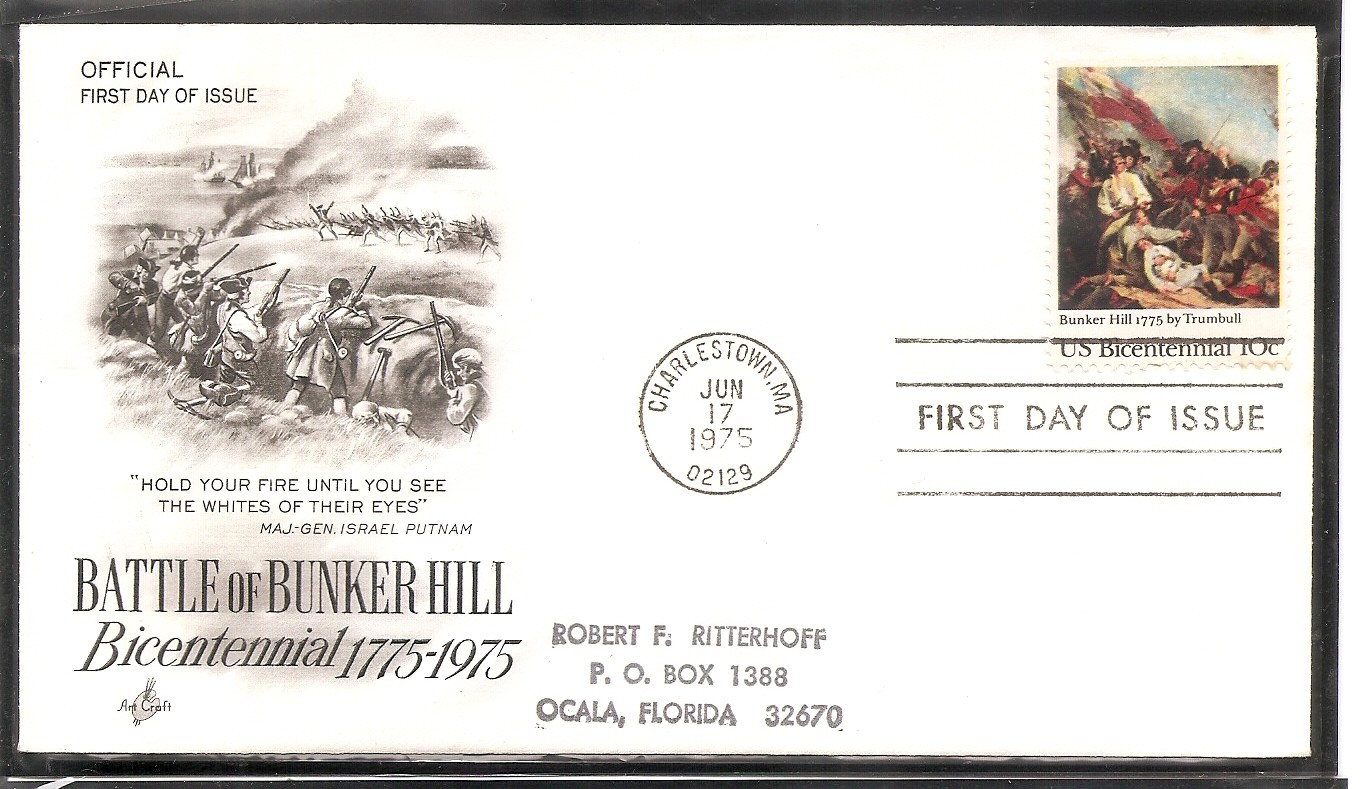 OFFICIAL
FIRST DAY OF ISSUE
"HOLD YOUR FIRE UNTIL YOU SEE
THE WHITES OF THEIR EYES"
MAJ.-GEN. ISRAEL PUTNAM
BATTLE OF BUNKER HILL
Bicentennial 1775-1975
Art Craft
Bunker Hill 1775 by Trumbull
US Bicentennial 10c
CHARLESTOWN, MA
JUN
17
1975
02129
FIRST DAY OF ISSUE
ROBERT F. RITTERHOFF
P. O. BOX 1388
OCALA, FLORIDA 32670